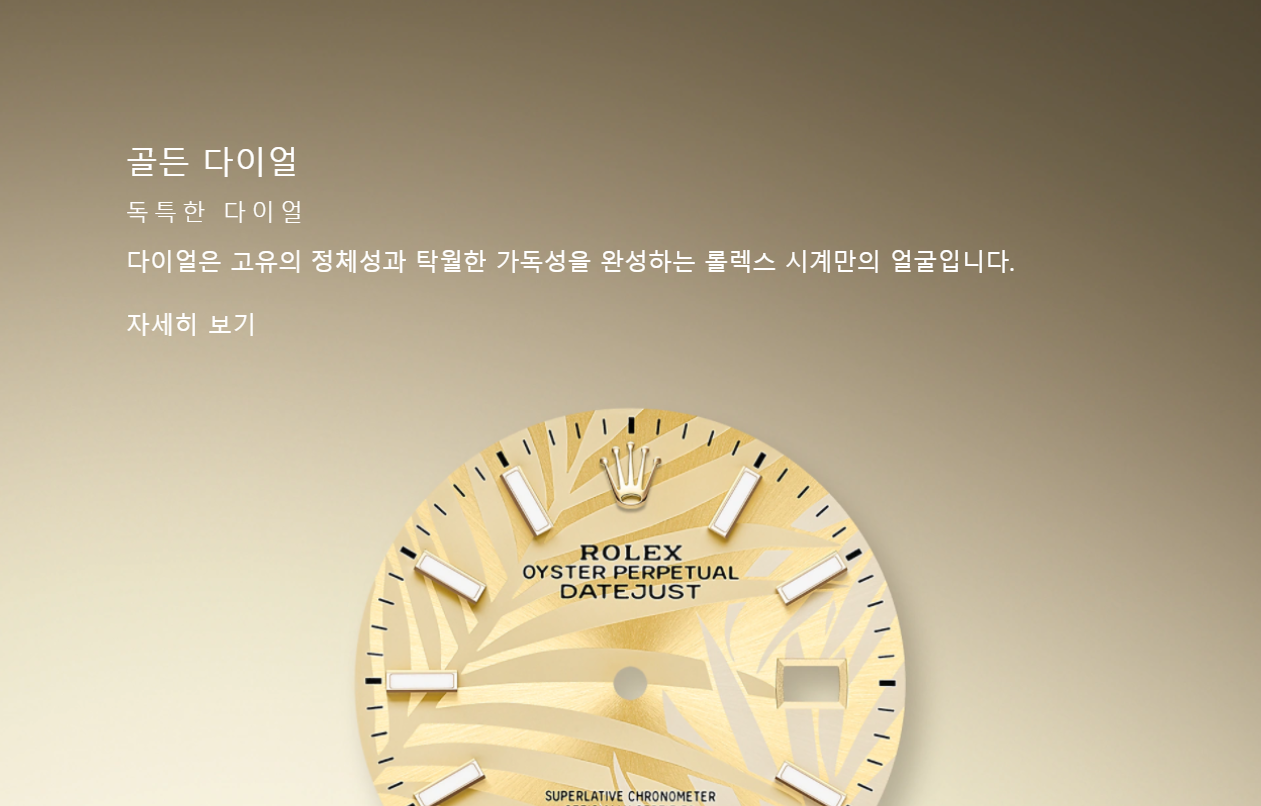 골든 다이얼
독특한 다이얼
다이얼은 고유의 정체성과 탁월한 가독성을 완성하는 롤렉스 시계만의 얼굴입니다.
자세히 보기
ROLEX
OYSTER PERPETUAL
DATEJUST
SUPERLATIVE CHRONOMETER